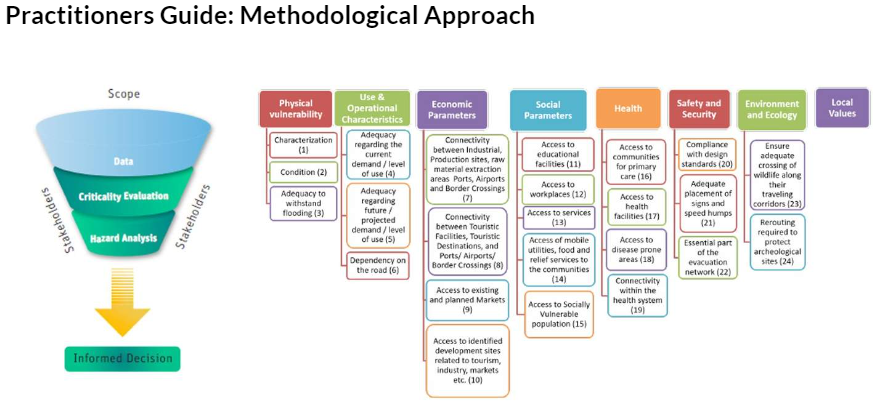 Practitioners Guide: Methodological Approach
Scope
Data
Criticality Evaluation
Hazard Analysis
Stakeholders
Stakeholders
Informed Decision
Physical
vulnerability
Characterization
(1)
Condition (2)
Adequacy to
withstand
flooding (3)
Use &
Operational
Characteristics
Adequacy
regarding the
current
demand / level
of use (4)
Adequacy
regarding
future /
projected
demand / level
of use (5)
Dependency on
the road (6)
Economic
Parameters
Connectivity
between Industrial,
Production sites, raw
material extraction
areas Ports, Airports
and Border Crossings
(7)
Connectivity
between Touristic
Facilities, Touristic
Destinations, and
Ports/ Airports/
Border Crossings (8)
Access to existing
and planned Markets
(9)
Access to identified
development sites
related to tourism,
industry, markets
etc. (10)
Social
Parameters
Access to
educational
facilities (11)
Access to
workplaces (12)
Access to services
(13)
Access of mobile
utilities, food and
relief services to
the communities
(14)
Access to Socially
Vulnerable
population (15)
Health
Access to
communities
for primary
care (16)
Access to
health
facilities (17)
Access to
disease prone
areas (18)
Connectivity
within the
health system
(19)
Safety and
Security
Compliance
with design
standards (20)
Adequate
placement of
signs and
speed humps
(21)
Essential part
of the
evacuation
network (22)
Environment
and Ecology
Ensure
adequate
crossing of
wildlife along
their
traveling
corridors (23)
Rerouting
required to
protect
archeological
sites (24)
Local
Values